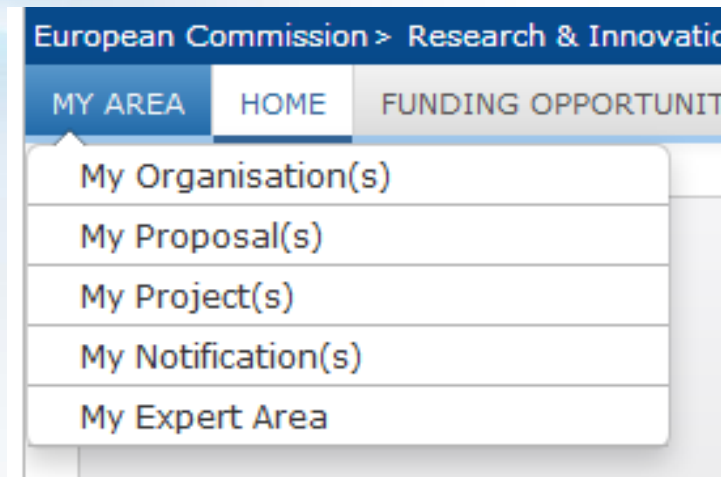 European Commission > Research & Innovatio
MY AREA HOME FUNDING OPPORTUNIT
My Organisation(s)
My Proposal(s)
My Project(s)
My Notification(s)
My Expert Area